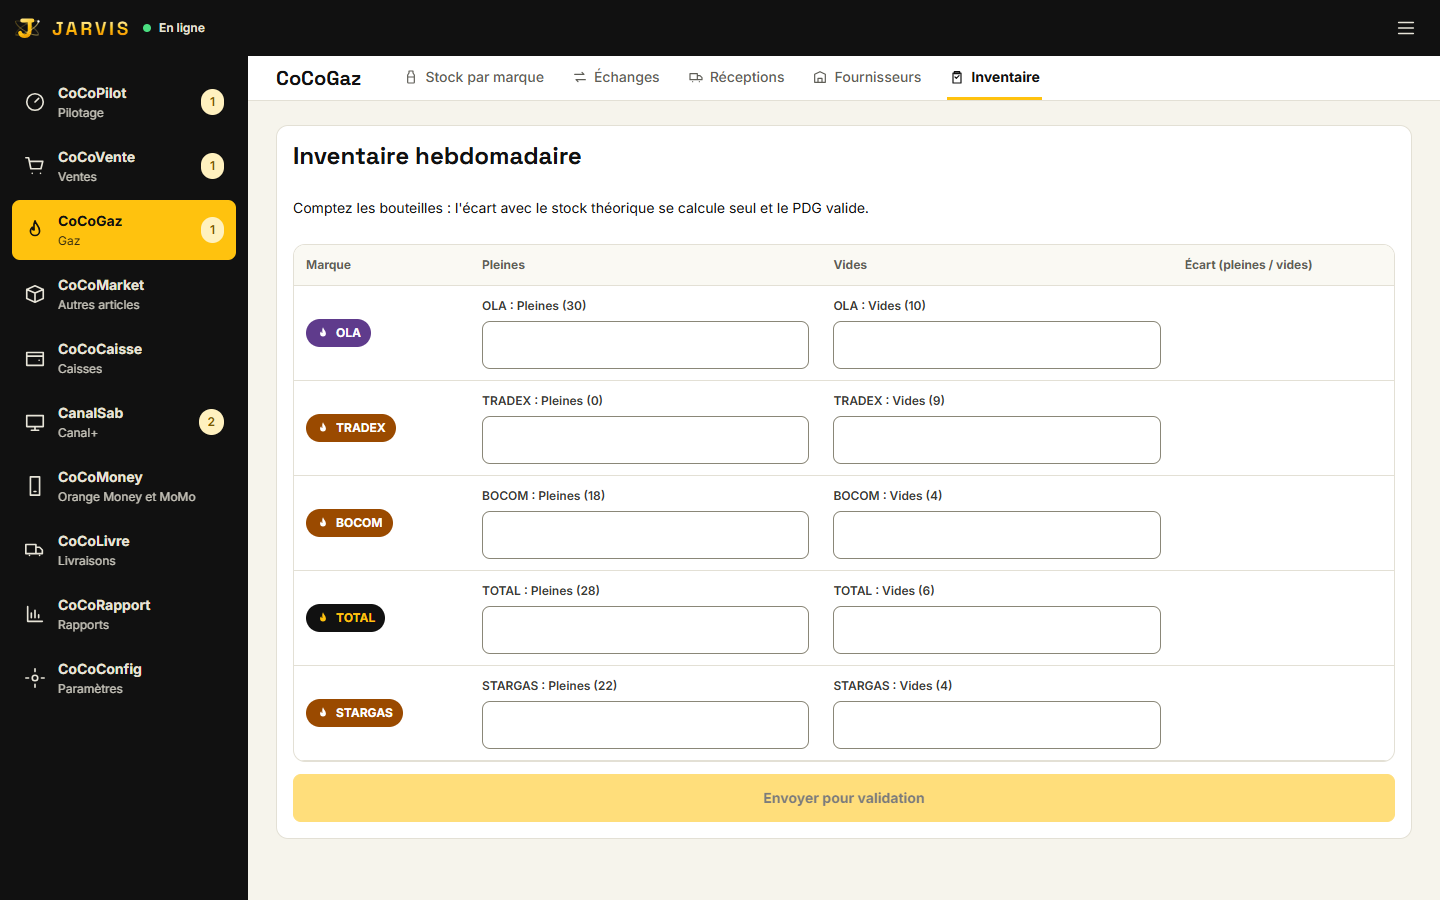 JARVIS
En ligne
CoCoPilot
Pilotage
1
CoCoVente
Ventes
1
CoCoGaz
Gaz
1
CoCoMarket
Autres articles
CoCoCaisse
Caisses
CanalSab
Canal+
2
CoCoMoney
Orange Money et MoMo
CoCoLivre
Livraisons
CoCoRapport
Rapports
CoCoConfig
Paramètres
CoCoGaz
Stock par marque
Échanges
Réceptions
Fournisseurs
Inventaire
Inventaire hebdomadaire
Comptez les bouteilles : l'écart avec le stock théorique se calcule seul et le PDG valide.
Marque
Pleines
Vides
Écart (pleines / vides)
OLA
OLA : Pleines (30)
OLA : Vides (10)
TRADEX
TRADEX : Pleines (0)
TRADEX : Vides (9)
BOCOM
BOCOM : Pleines (18)
BOCOM : Vides (4)
TOTAL
TOTAL : Pleines (28)
TOTAL : Vides (6)
STARGAS
STARGAS : Pleines (22)
STARGAS : Vides (4)
Envoyer pour validation